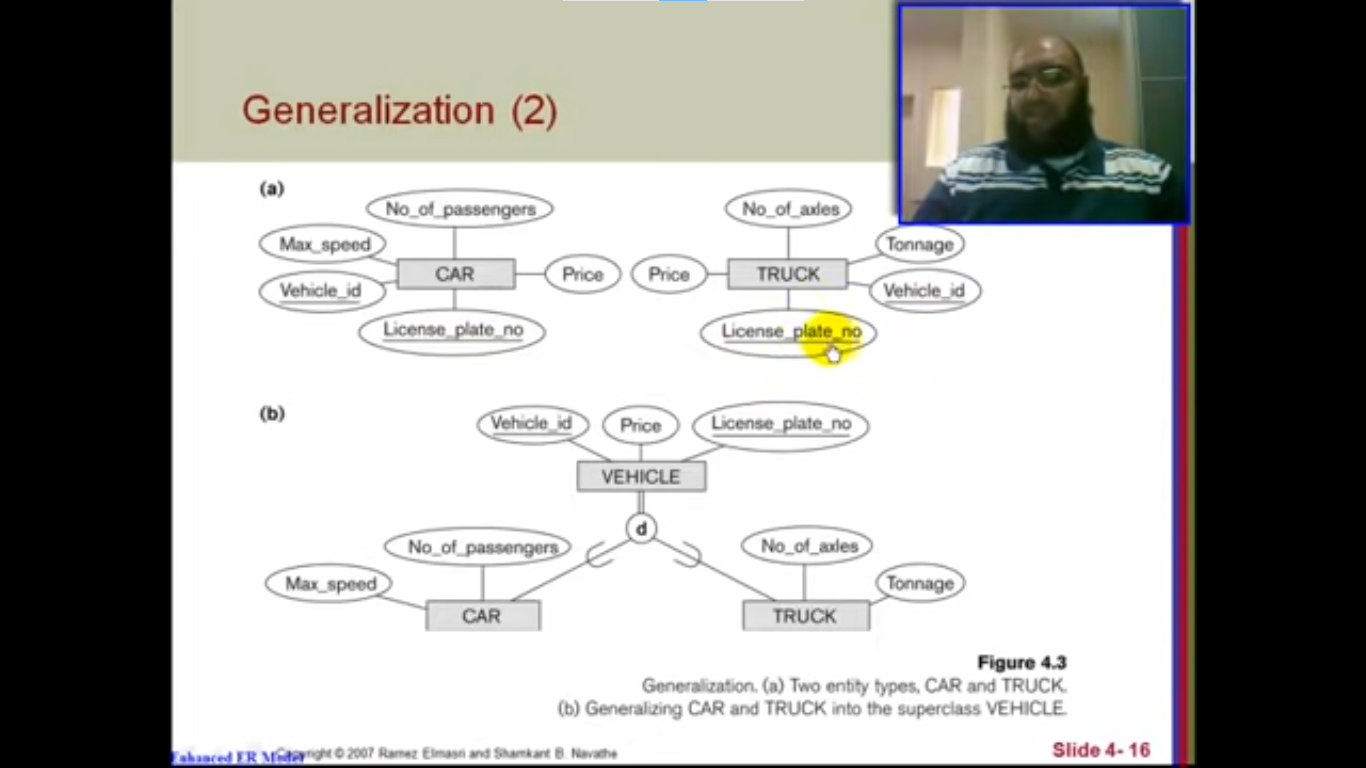 Generalization (2)
(a)
No_of_passengers
No_of_axles
Max_speed
Tonnage
CAR
Price
Price
TRUCK
Vehicle_id
Vehicle_id
License_plate_no
License_plate_no
(b)
Vehicle_id
Price
License_plate_no
VEHICLE
d
No_of_passengers
No_of_axles
Max_speed
Tonnage
CAR
TRUCK
Figure 4.3
Generalization. (a) Two entity types, CAR and TRUCK.
(b) Generalizing CAR and TRUCK into the superclass VEHICLE.
Enhanced ER Model
Copyright © 2007 Ramez Elmasri and Shamkant B. Navathe
Slide 4- 16